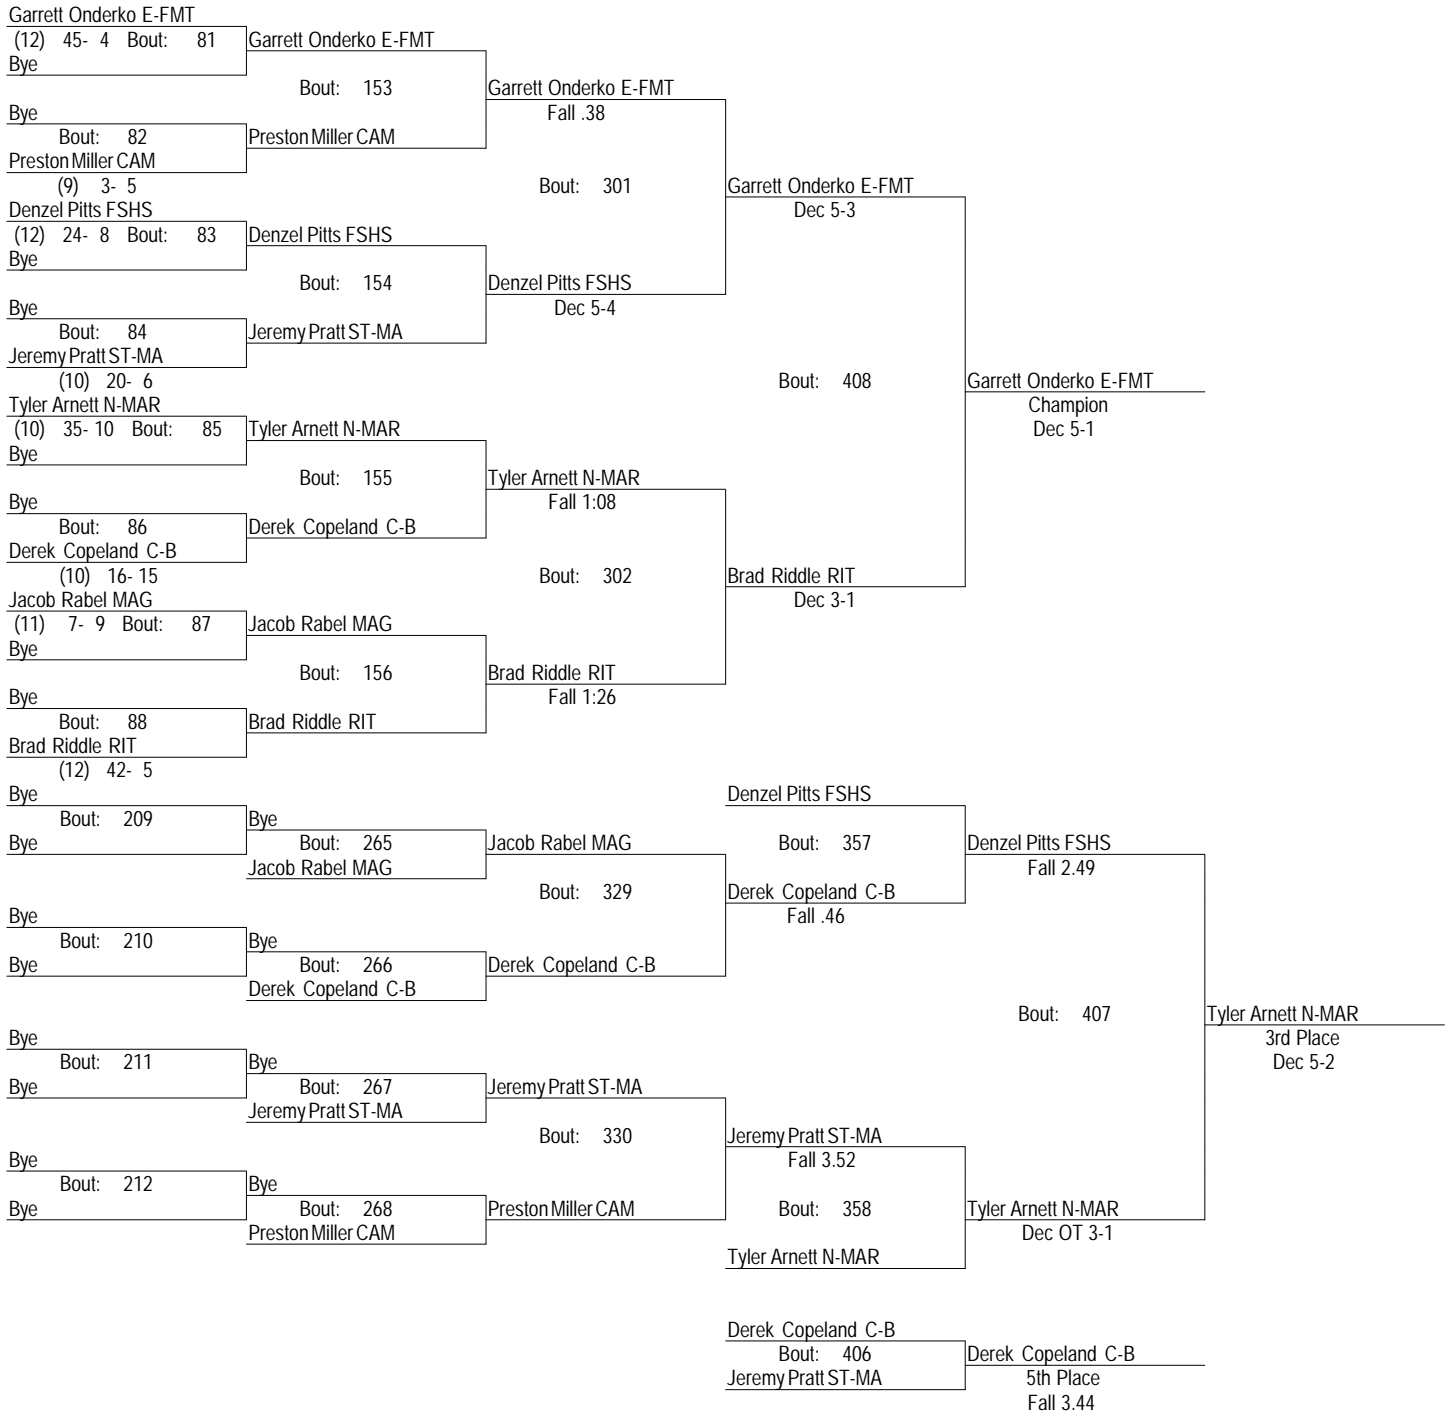 Garrett Onderko E-FMT
(12) 45- 4 Bout: 81 Garrett Onderko E-FMT
Bye
Bout: 153 Garrett Onderko E-FMT
Bye Fall .38
Bout: 82 Preston Miller CAM
Preston Miller CAM
(9) 3- 5 Bout: 301 Garrett Onderko E-FMT
Denzel Pitts FSHS Dec 5-3
(12) 24- 8 Bout: 83 Denzel Pitts FSHS
Bye
Bout: 154 Denzel Pitts FSHS
Bye Dec 5-4
Bout: 84 Jeremy Pratt ST-MA
Jeremy Pratt ST-MA
(10) 20- 6 Bout: 408 Garrett Onderko E-FMT
Tyler Arnett N-MAR Champion
(10) 35- 10 Bout: 85 Tyler Arnett N-MAR Dec 5-1
Bye
Bout: 155 Tyler Arnett N-MAR
Bye Fall 1:08
Bout: 86 Derek Copeland C-B
Derek Copeland C-B
(10) 16- 15 Bout: 302 Brad Riddle RIT
Jacob Rabel MAG Dec 3-1
(11) 7- 9 Bout: 87 Jacob Rabel MAG
Bye
Bout: 156 Brad Riddle RIT
Bye Fall 1:26
Bout: 88 Brad Riddle RIT
Brad Riddle RIT
(12) 42- 5
Bye Denzel Pitts FSHS
Bout: 209 Bye
Bye Bout: 265 Jacob Rabel MAG Bout: 357 Denzel Pitts FSHS
Jacob Rabel MAG Fall 2.49
Bout: 329 Derek Copeland C-B
Bye Fall .46
Bout: 210 Bye
Bye Bout: 266 Derek Copeland C-B
Derek Copeland C-B
Bout: 407 Tyler Arnett N-MAR
Bye 3rd Place
Bout: 211 Bye Dec 5-2
Bye Bout: 267 Jeremy Pratt ST-MA
Jeremy Pratt ST-MA
Bout: 330 Jeremy Pratt ST-MA
Bye Fall 3.52
Bout: 212 Bye
Bye Bout: 268 Preston Miller CAM Bout: 358 Tyler Arnett N-MAR
Preston Miller CAM Dec OT 3-1
Tyler Arnett N-MAR
Derek Copeland C-B
Bout: 406 Derek Copeland C-B
Jeremy Pratt ST-MA 5th Place
Fall 3.44